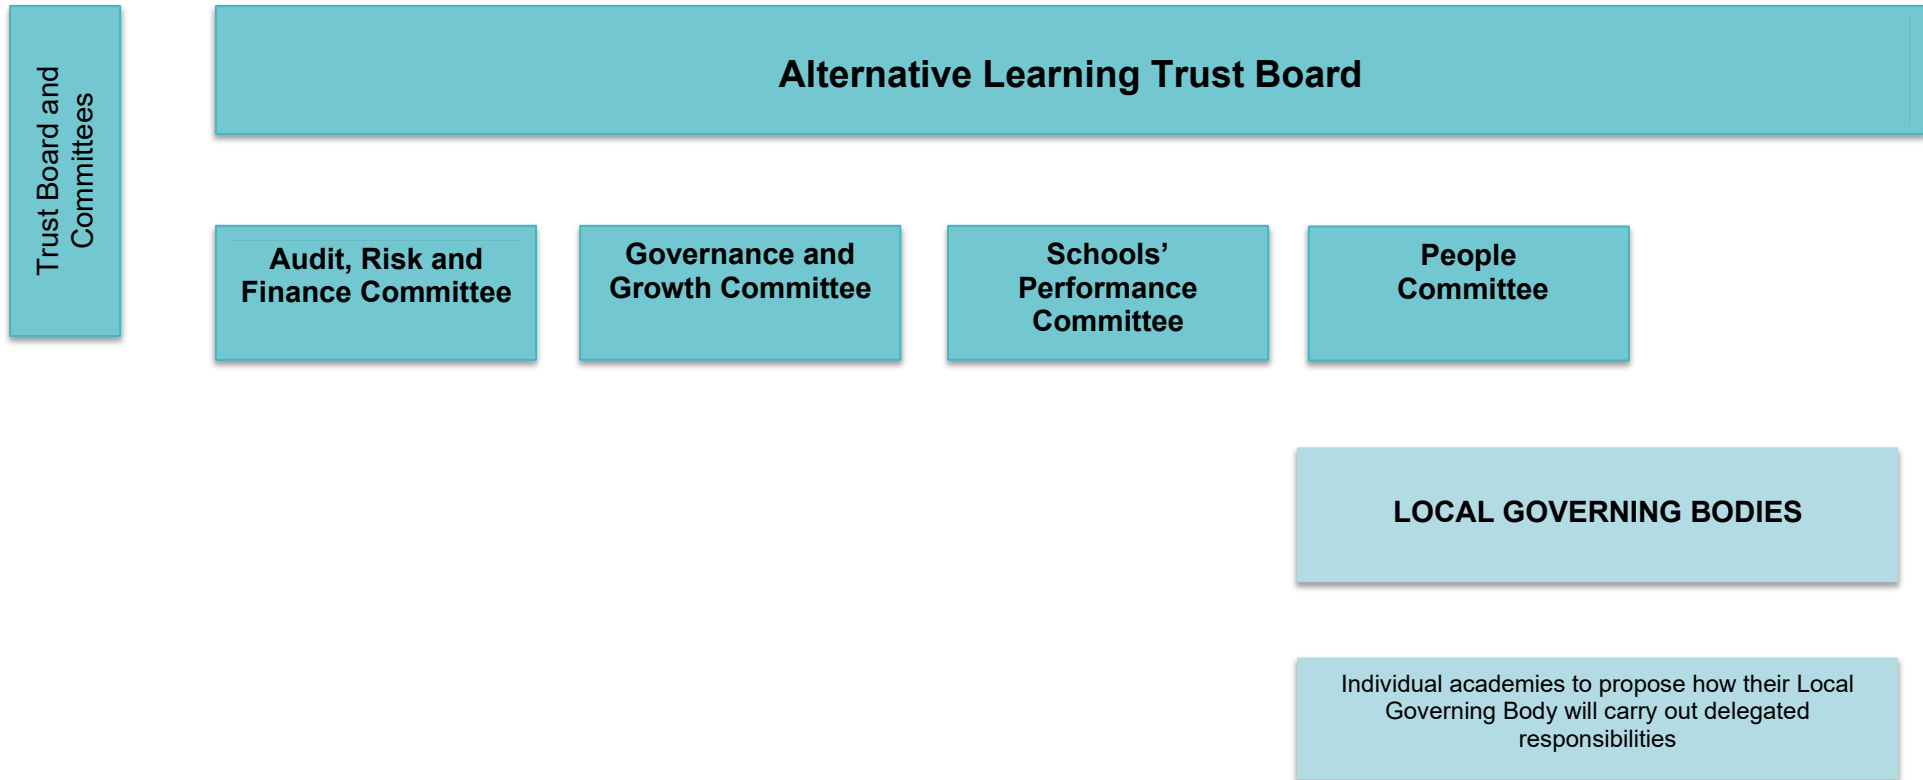 Trust Board and
Committees
Alternative Learning Trust Board
Audit, Risk and
Finance Committee
Governance and
Growth Committee
Schools’
Performance
Committee
People
Committee
LOCAL GOVERNING BODIES
Individual academies to propose how their Local
Governing Body will carry out delegated
responsibilities